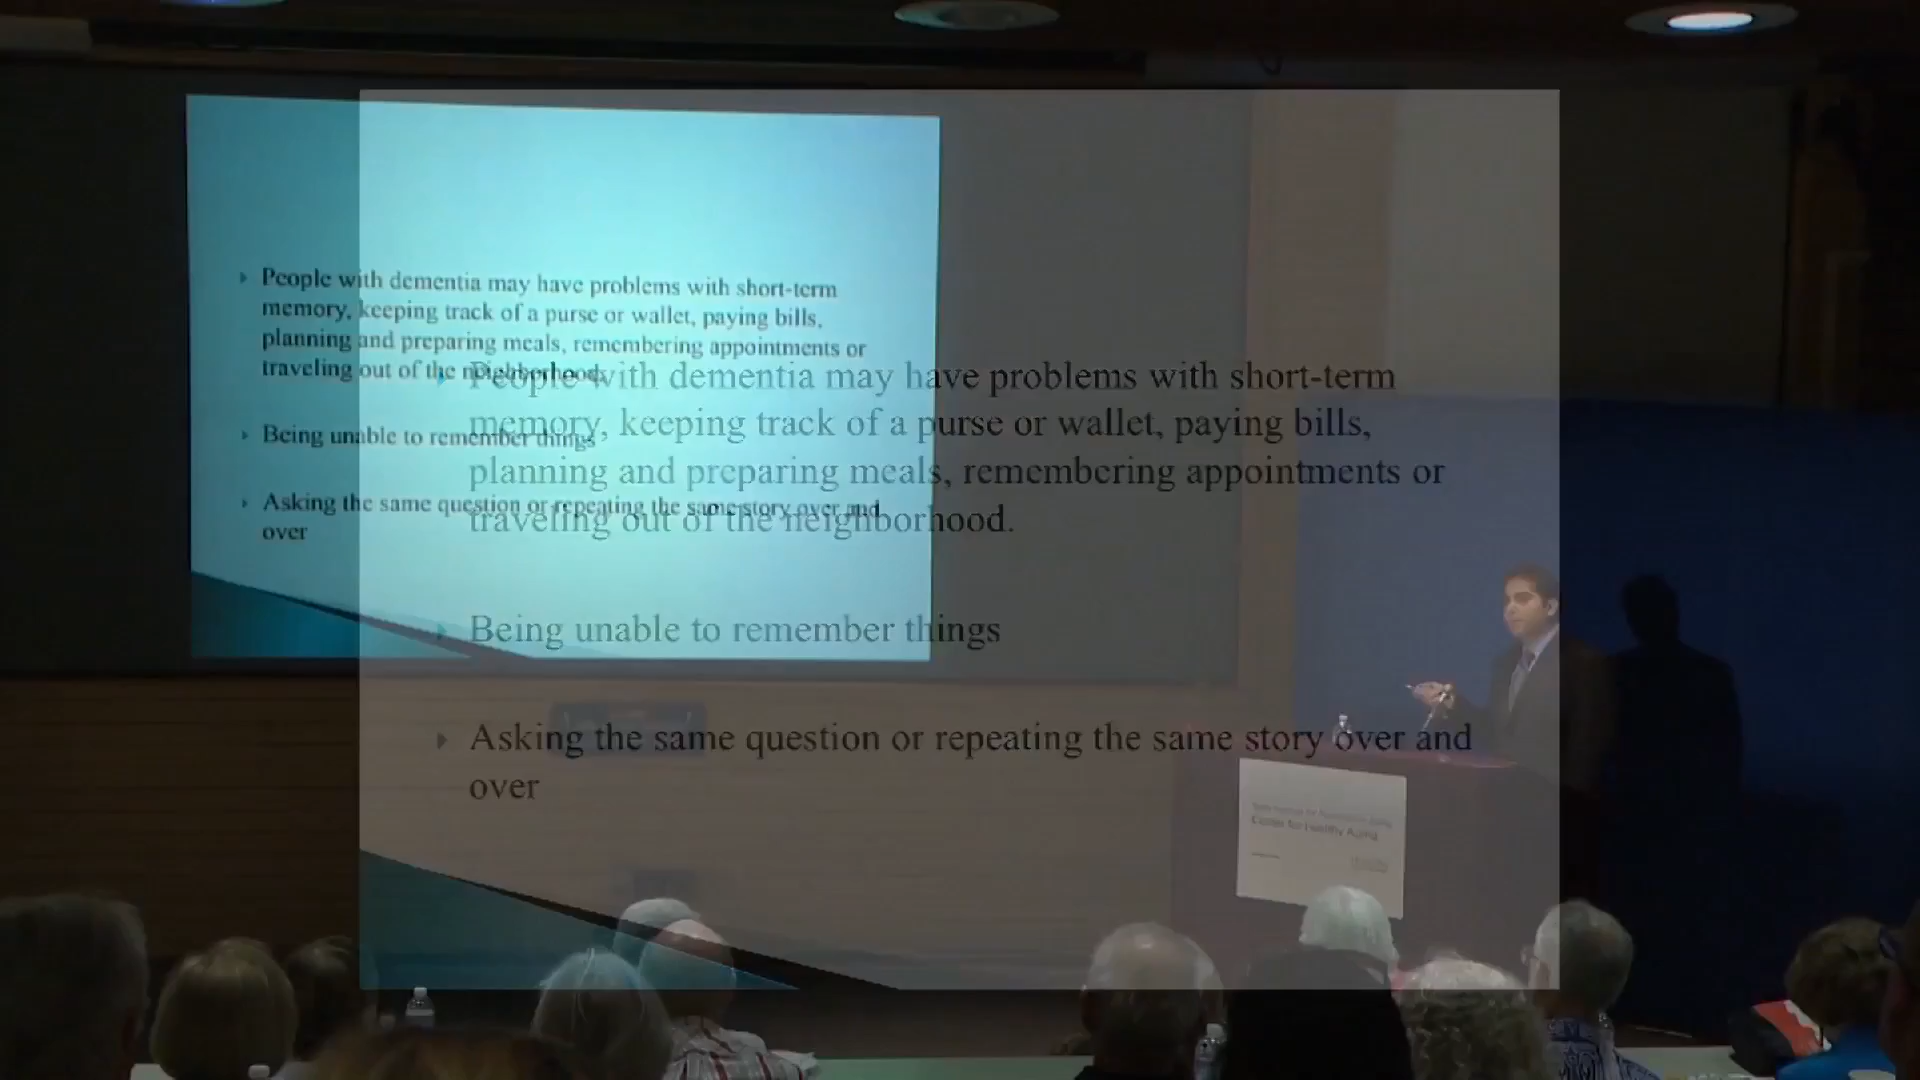 People with dementia may have problems with short-term
memory, keeping track of a purse or wallet, paying bills,
planning and preparing meals, remembering appointments or
traveling out of the neighborhood.
Being unable to remember things
Asking the same question or repeating the same story over and
over
People with dementia may have problems with short-term
memory, keeping track of a purse or wallet, paying bills,
planning and preparing meals, remembering appointments or
traveling out of the neighborhood.
Being unable to remember things
Asking the same question or repeating the same story over and
over
Center for Healthy Aging